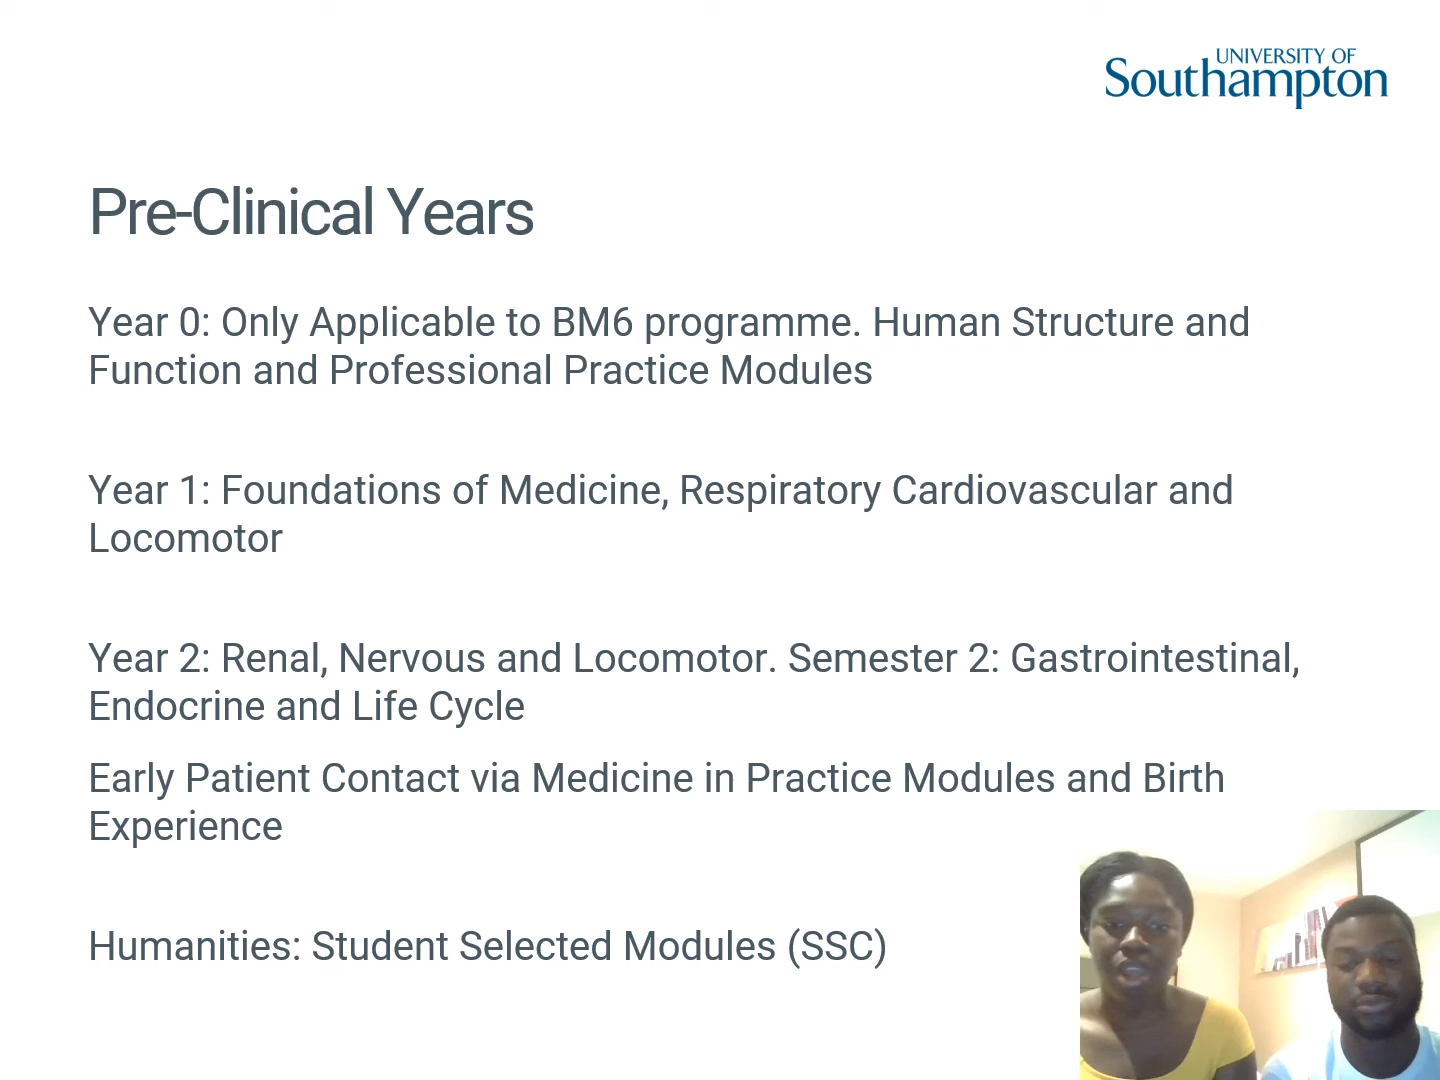 UNIVERSITY OF
Southampton
Pre-Clinical Years
Year 0: Only Applicable to BM6 programme. Human Structure and
Function and Professional Practice Modules
Year 1: Foundations of Medicine, Respiratory Cardiovascular and
Locomotor
Year 2: Renal, Nervous and Locomotor. Semester 2: Gastrointestinal,
Endocrine and Life Cycle
Early Patient Contact via Medicine in Practice Modules and Birth
Experience
Humanities: Student Selected Modules (SSC)